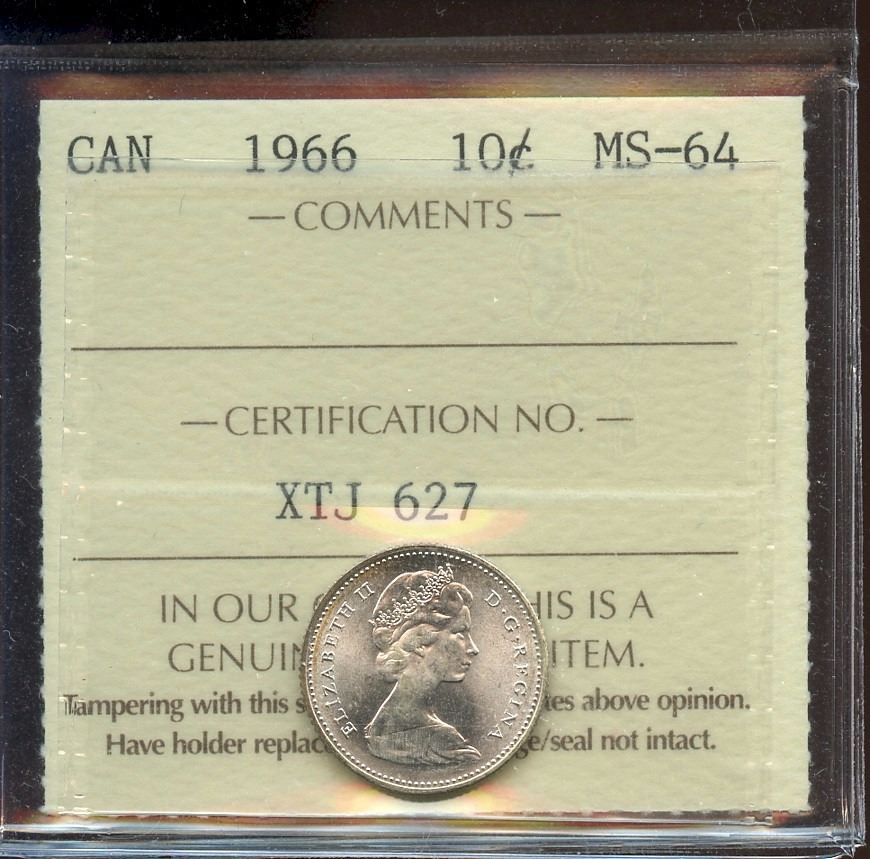 CAN 1966 10¢ MS-64
— COMMENTS —
— CERTIFICATION NO. —
XTJ 627
IN OUR HIS IS A
GENUIN ITEM.
Tampering with this s tes above opinion.
Have holder replac ge/seal not intact.
ELIZABETH II D·G·REGINA